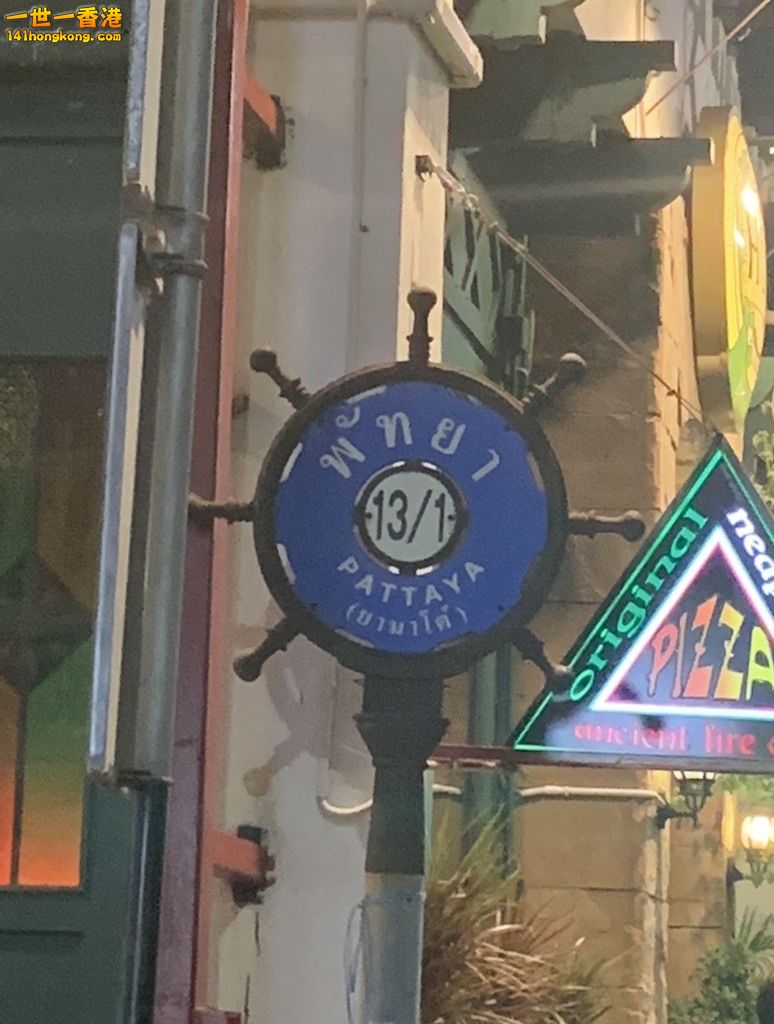 一世一香港
141hongkong.com
พัทยา
13/1
PATTAYA
(ยามาโต้)
original
neap
PIZZA
ancient fire